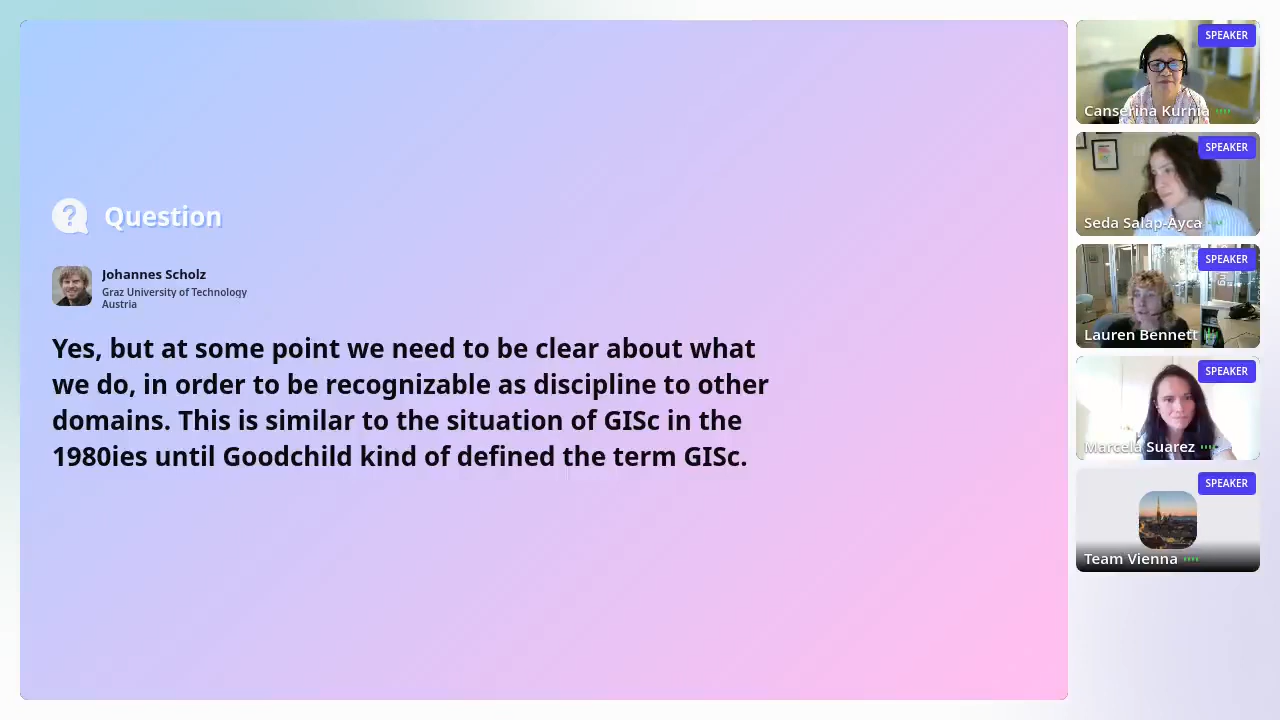 Question
Johannes Scholz
Graz University of Technology
Austria
Yes, but at some point we need to be clear about what
we do, in order to be recognizable as discipline to other
domains. This is similar to the situation of GISc in the
1980ies until Goodchild kind of defined the term GISc.
SPEAKER
Canserina Kurnia
SPEAKER
Seda Salap-Ayca
SPEAKER
Lauren Bennett
SPEAKER
Marcela Suarez
SPEAKER
Team Vienna